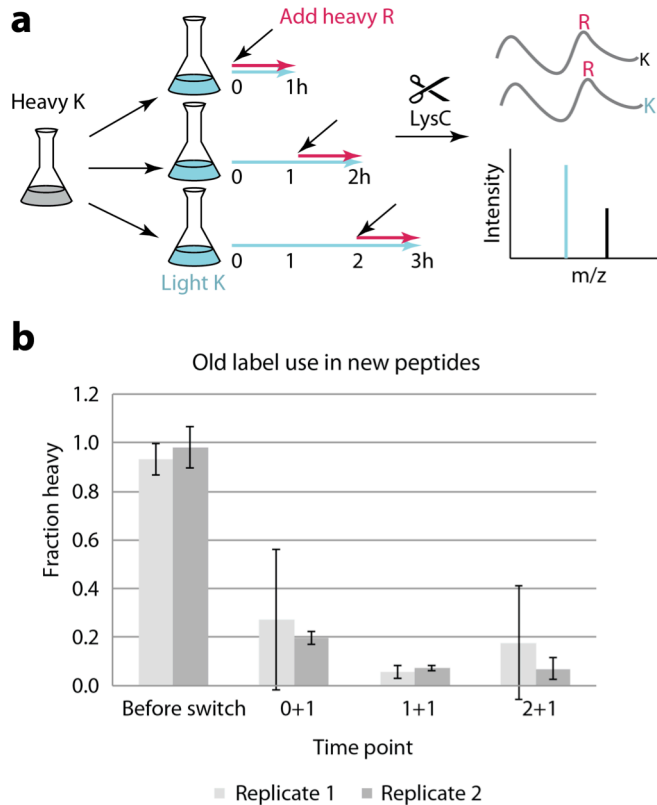 a
Add heavy R
Heavy K
0 1h
0 1 2h
Light K
0 1 2 3h
LysC
R
K
R
K
Intensity
m/z
b
Old label use in new peptides
Fraction heavy
1.2
1.0
0.8
0.6
0.4
0.2
0.0
Before switch 0+1 1+1 2+1
Time point
Replicate 1 Replicate 2